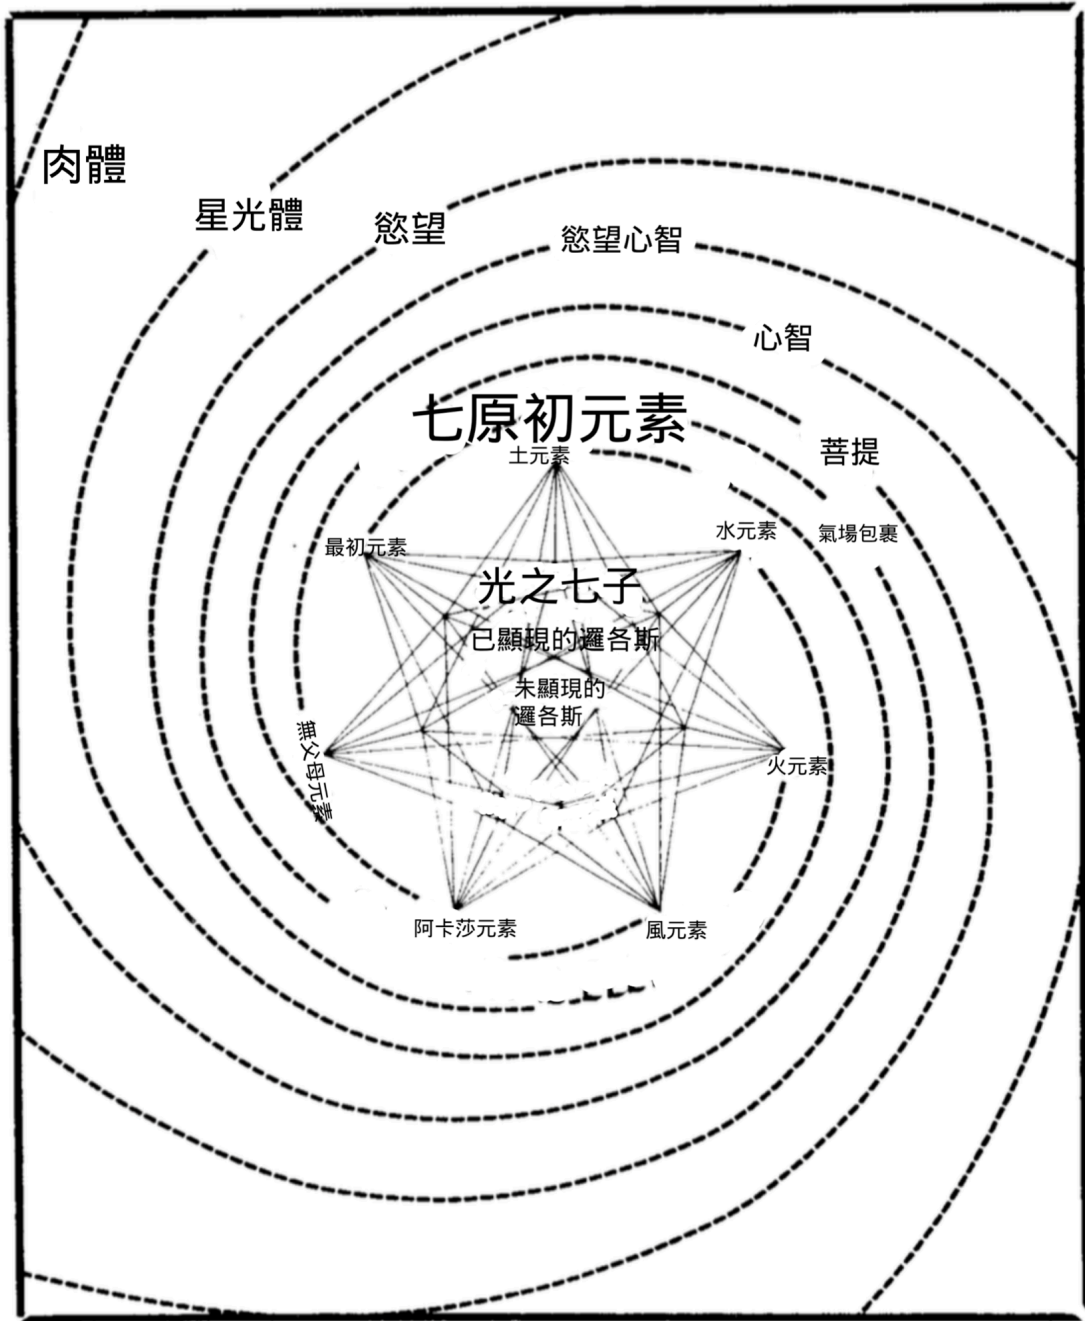 肉體
星光體
慾望
慾望心智
心智
七原初元素
土元素
菩提
最初元素
水元素
氣場包裹
光之七子
已顯現的邏各斯
未顯現的
邏各斯
無父母元素
火元素
阿卡莎元素
風元素